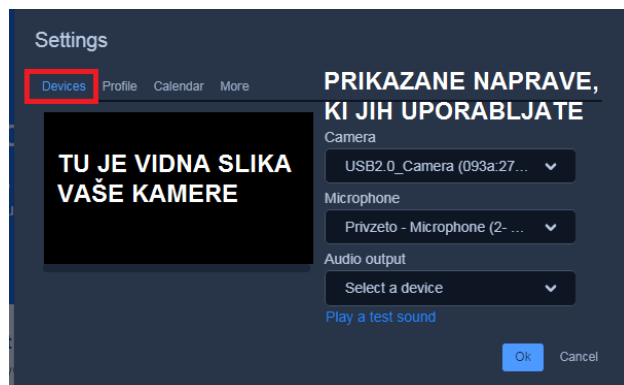 Settings
Devices Profile Calendar More
PRIKAZANE NAPRAVE,
KI JIH UPORABLJATE
TU JE VIDNA SLIKA
VAŠE KAMERE
Camera
USB2.0_Camera (093a:27...
Microphone
Privzeto - Microphone (2- ...
Audio output
Select a device
Play a test sound
Ok Cancel